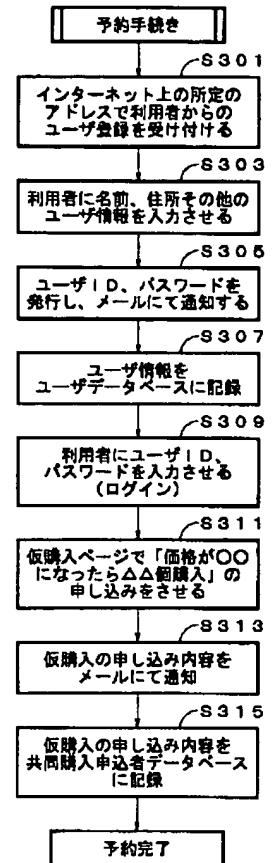 予約手続き
S301
インターネット上の所定の
アドレスで利用者からの
ユーザ登録を受け付ける
S303
利用者に名前、住所その他の
ユーザ情報を入力させる
S305
ユーザID、パスワードを
発行し、メールにて通知する
S307
ユーザ情報を
ユーザデータベースに記録
S309
利用者にユーザID、
パスワードを入力させる
(ログイン)
S311
仮購入ページで「価格が〇〇
になったら△△個購入」の
申し込みをさせる
S313
仮購入の申し込み内容を
メールにて通知
S315
仮購入の申し込み内容を
共同購入申込者データベース
に記録
予約完了